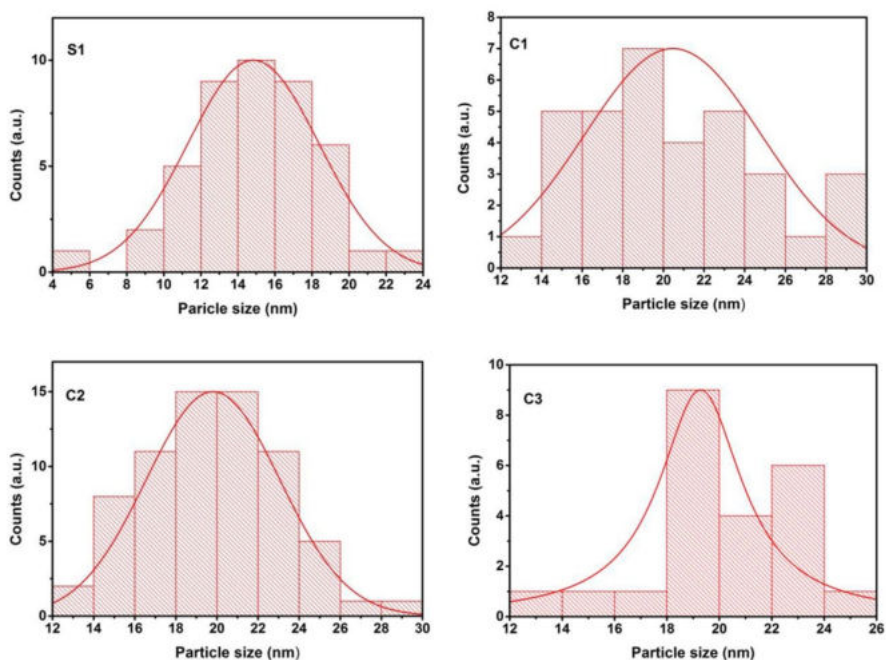 S1
10
5
0
Counts (a.u.)
4 6 8 10 12 14 16 18 20 22 24
Paricle size (nm)
C1
8
7
6
5
4
3
2
1
0
Counts (a.u.)
12 14 16 18 20 22 24 26 28 30
Particle size (nm)
C2
15
10
5
0
Counts (a.u.)
12 14 16 18 20 22 24 26 28 30
Particle size (nm)
C3
10
8
6
4
2
0
Counts (a.u.)
12 14 16 18 20 22 24 26
Particle size (nm)